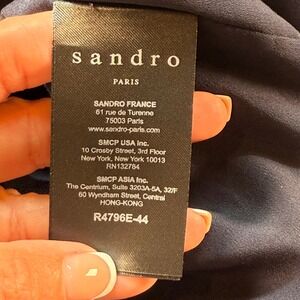 sandro
PARIS
SANDRO FRANCE
61 rue de Turenne
75003 Paris
www.sandro-paris.com
SMCP USA Inc.
10 Crosby Street, 3rd Floor
New York, New York 10013
RN132784
SMCP ASIA Inc.
The Centrium, Suite 3203A-5A, 32/F
60 Wyndham Street, Central
HONG-KONG
R4796E-44